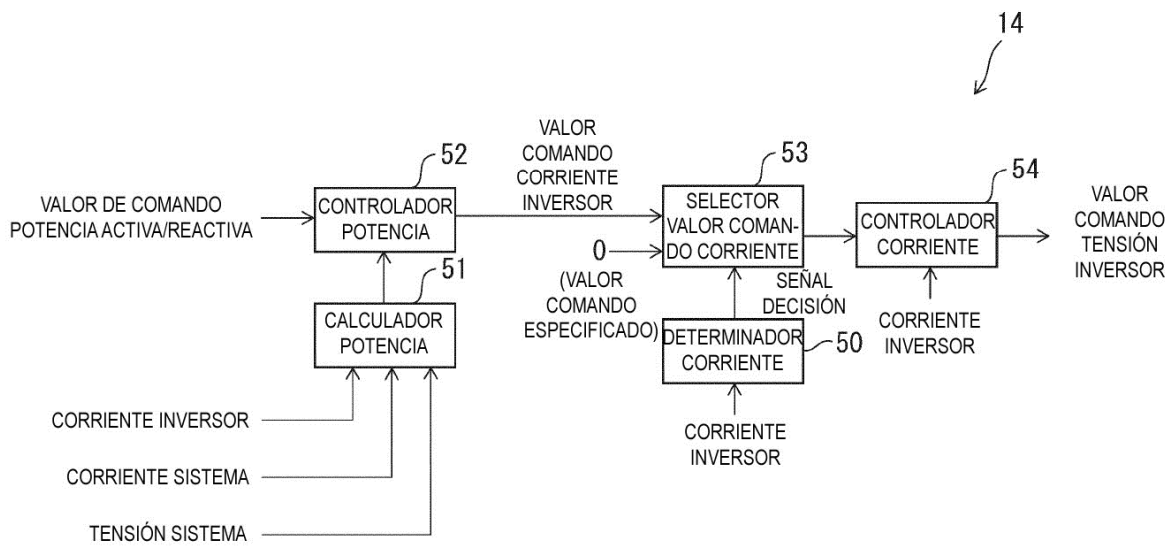 14
VALOR DE COMANDO
POTENCIA ACTIVA/REACTIVA
52
CONTROLADOR
POTENCIA
51
CALCULADOR
POTENCIA
CORRIENTE INVERSOR
CORRIENTE SISTEMA
TENSIÓN SISTEMA
VALOR
COMANDO
CORRIENTE
INVERSOR
0
(VALOR
COMANDO
ESPECIFICADO)
53
SELECTOR
VALOR COMAN-
DO CORRIENTE
SEÑAL
DECISIÓN
50
DETERMINADOR
CORRIENTE
CORRIENTE
INVERSOR
54
CONTROLADOR
CORRIENTE
CORRIENTE
INVERSOR
VALOR
COMANDO
TENSIÓN
INVERSOR